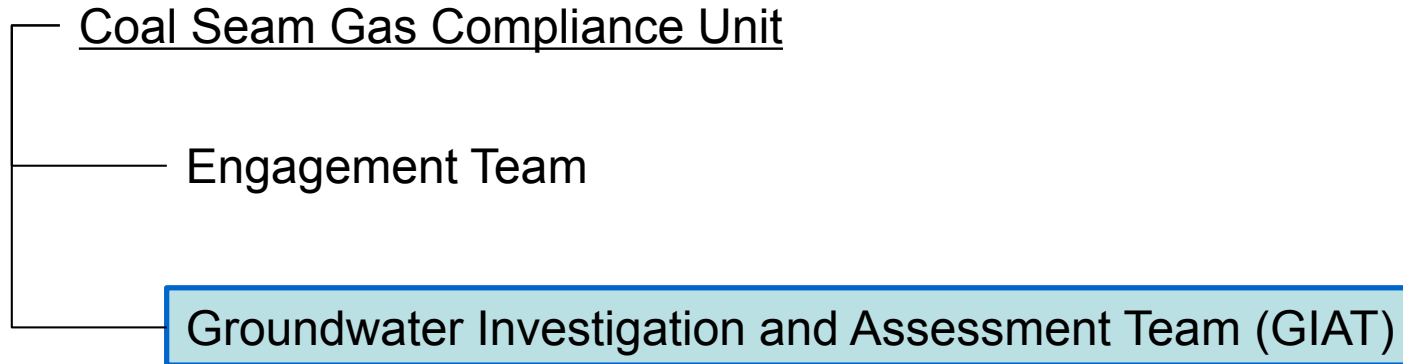 Coal Seam Gas Compliance Unit
Engagement Team
Groundwater Investigation and Assessment Team (GIAT)